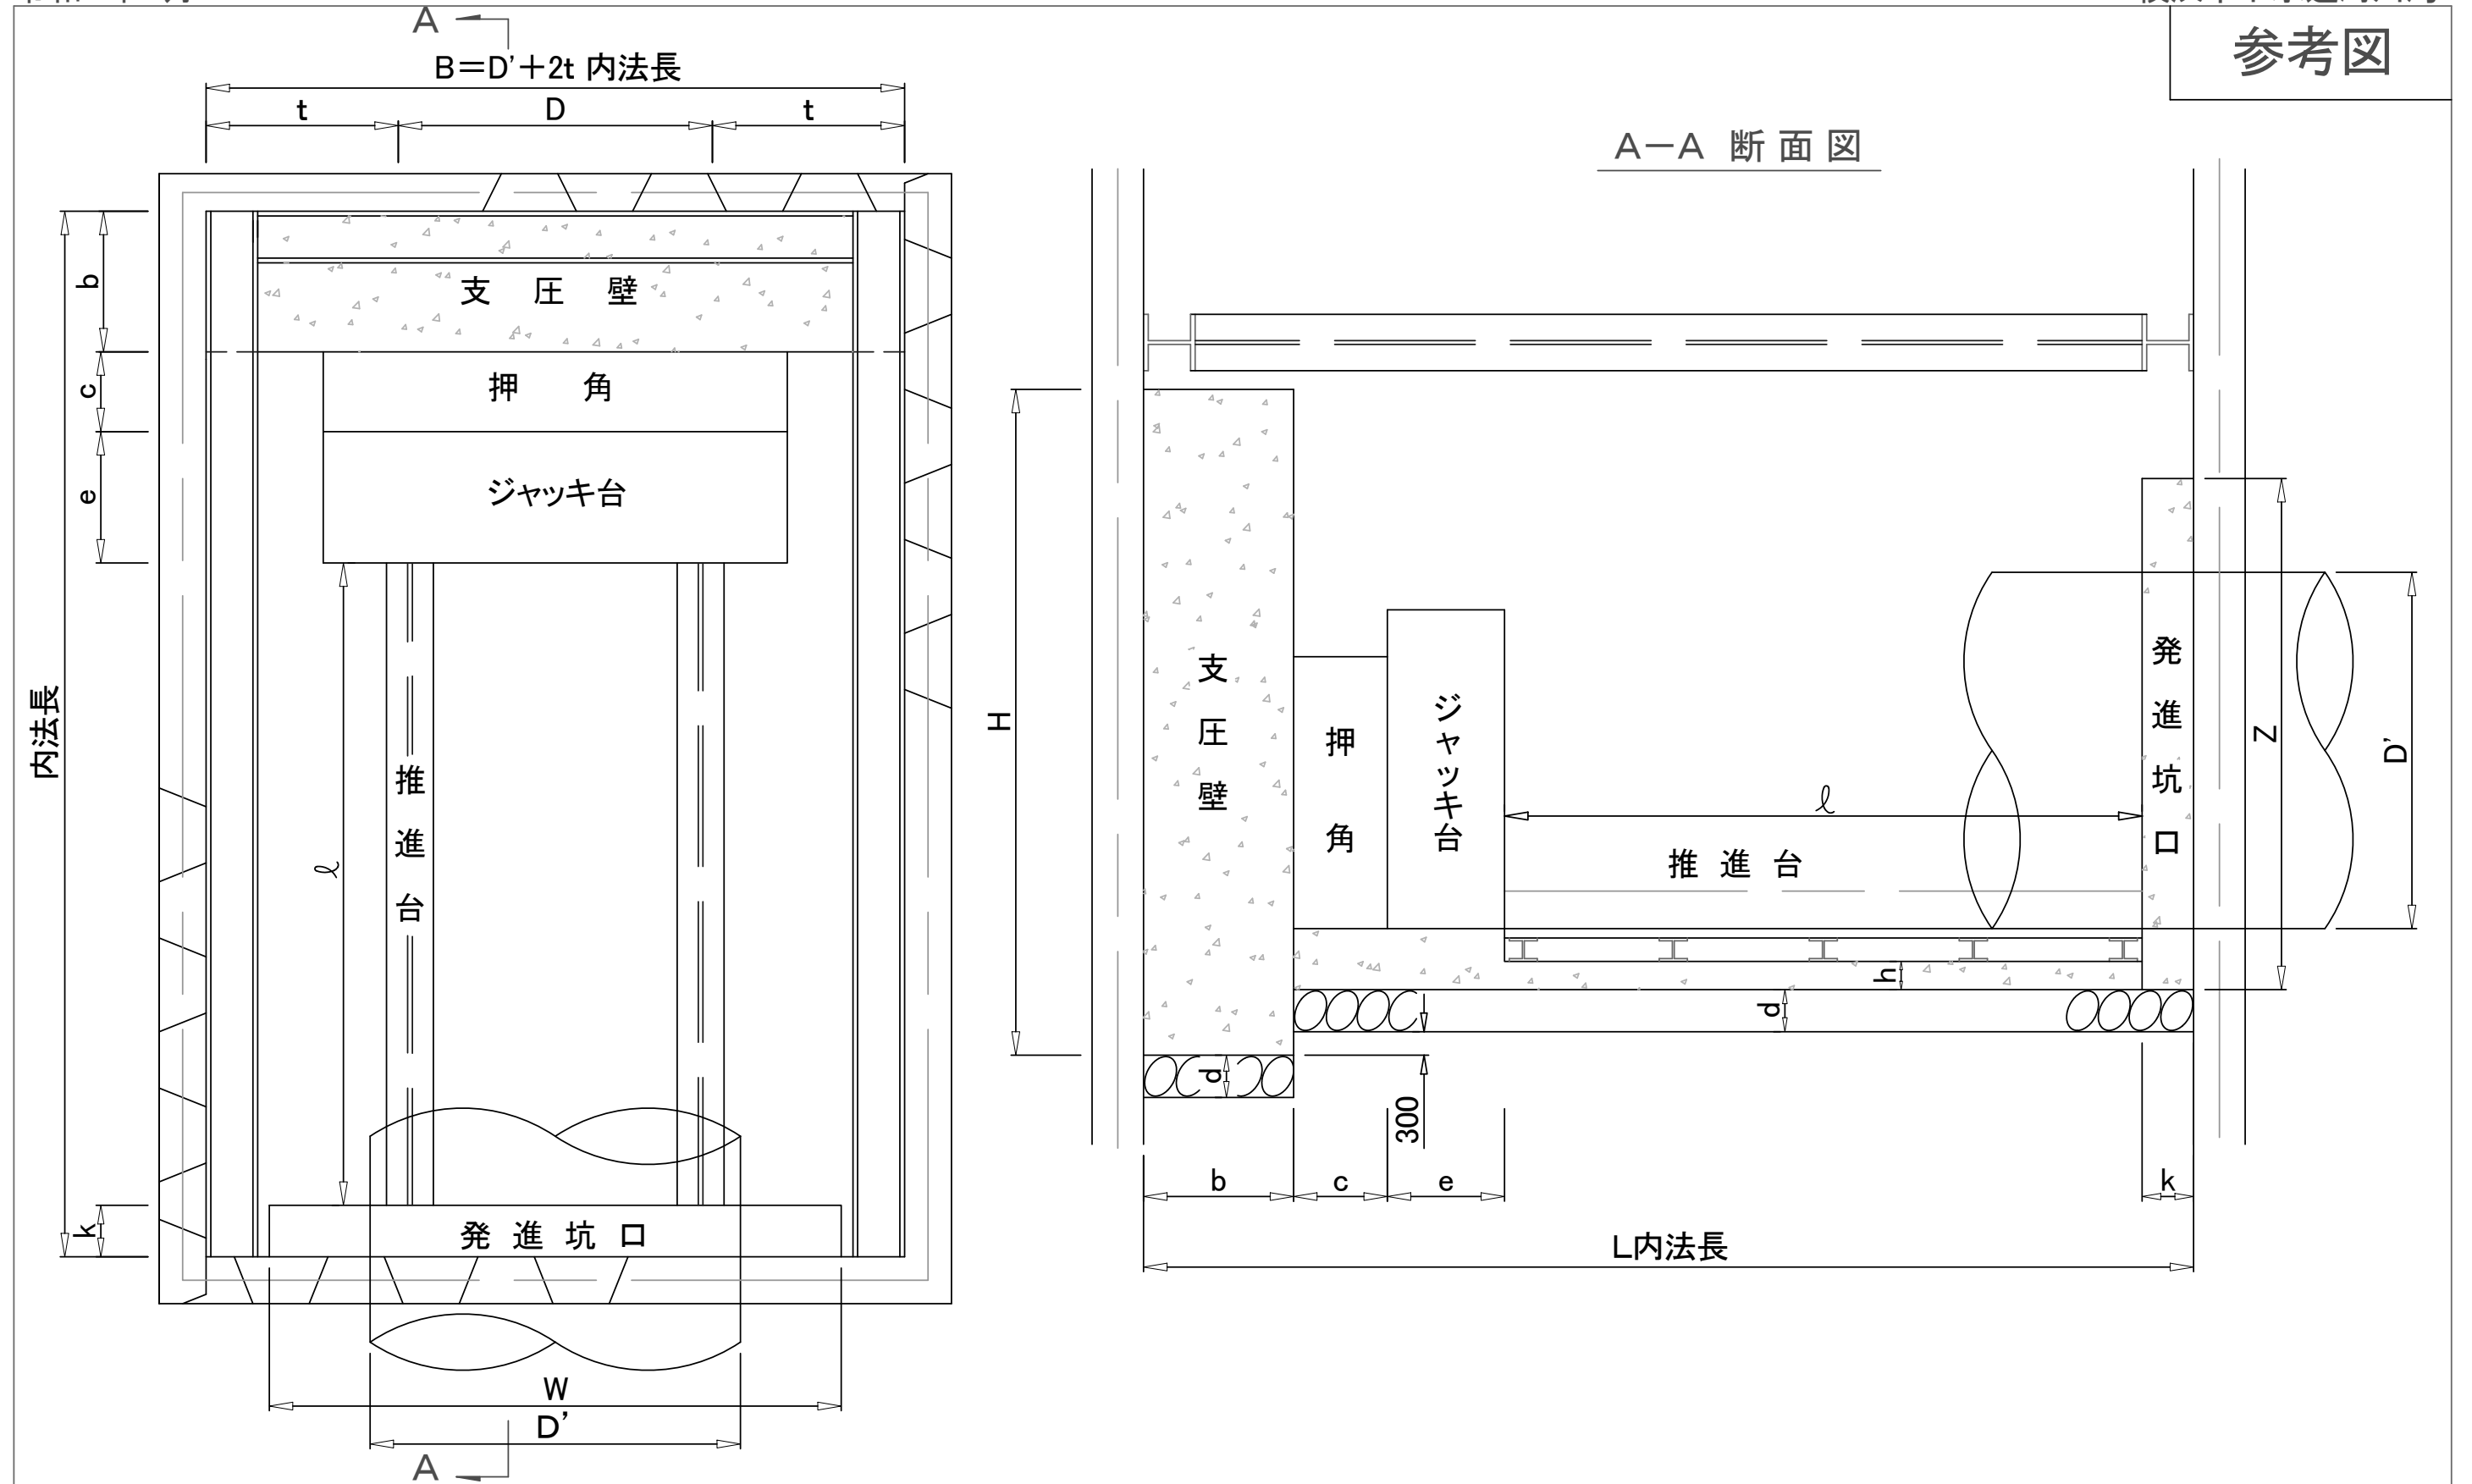 参考図
A
B=D'+2t 内法長
t
D
t
b
c
e
内法長
k
支 圧 壁
押 角
ジャッキ台
ℓ
推進台
発 進 坑 口
W
D'
A
A-A 断 面 図
H
支圧壁
押角
ジャッキ台
ℓ
推 進 台
発進坑口
Z
D'
h
d
d
300
b
c
e
k
L内法長